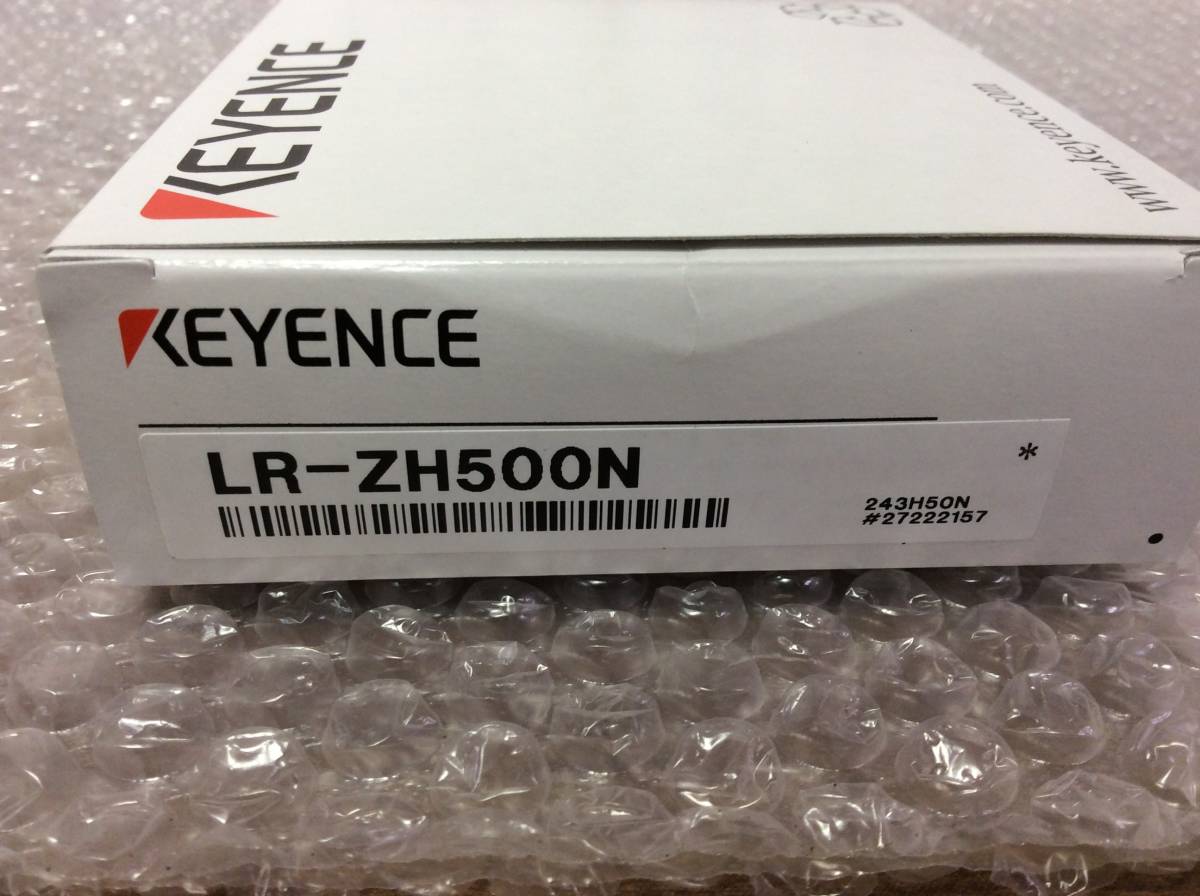 KEYENCE
www.keyence.com
KEYENCE
LR-ZH500N
*
243H50N
#27222157